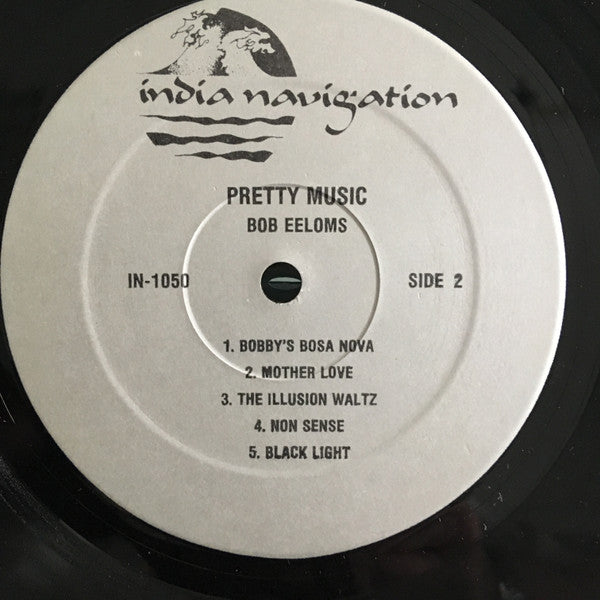 india navigation
PRETTY MUSIC
BOB EELOMS
IN-1050 SIDE 2
1. BOBBY'S BOSA NOVA
2. MOTHER LOVE
3. THE ILLUSION WALTZ
4. NON SENSE
5. BLACK LIGHT